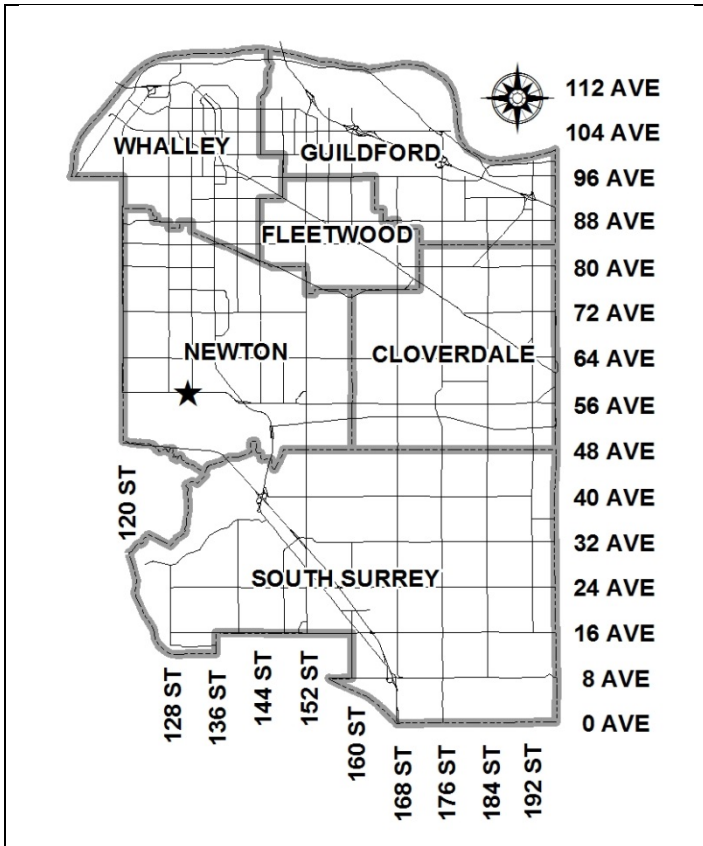 112 AVE
104 AVE
WHALLEY
GUILDFORD
96 AVE
88 AVE
FLEETWOOD
80 AVE
72 AVE
NEWTON
CLOVERDALE
64 AVE
56 AVE
48 AVE
120 ST
40 AVE
32 AVE
SOUTH SURREY
24 AVE
16 AVE
128 ST
136 ST
144 ST
152 ST
160 ST
8 AVE
0 AVE
168 ST
176 ST
184 ST
192 ST